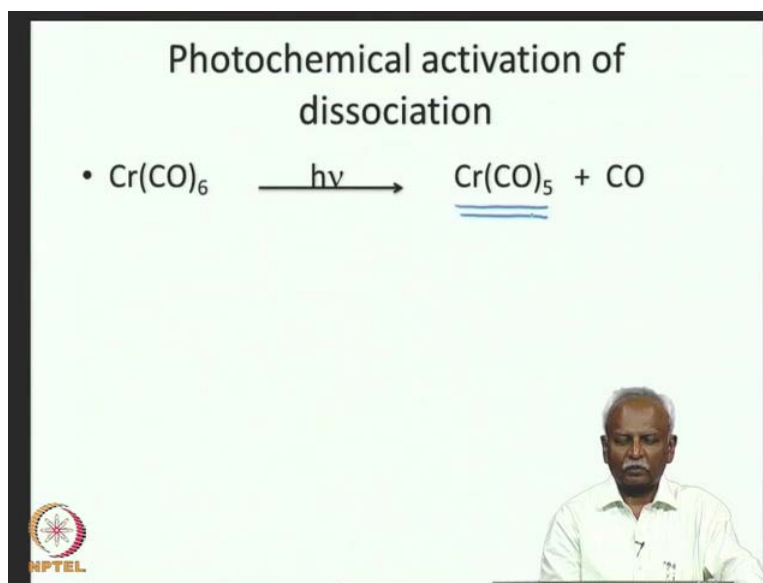 Photochemical activation of
dissociation
• Cr(CO)₆ hν Cr(CO)₅ + CO
NPTEL